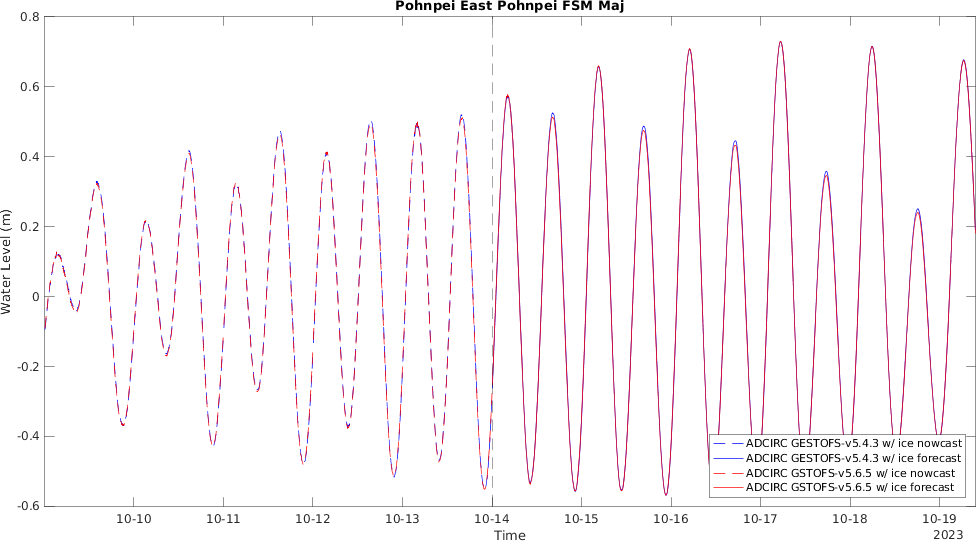 Pohnpei East Pohnpei FSM Maj
0.8
0.6
0.4
0.2
0
-0.2
-0.4
-0.6
Water Level (m)
10-10
10-11
10-12
10-13
10-14
10-15
10-16
10-17
10-18
10-19
Time
2023
ADCIRC GESTOFS-v5.4.3 w/ ice nowcast
ADCIRC GESTOFS-v5.4.3 w/ ice forecast
ADCIRC GSTOFS-v5.6.5 w/ ice nowcast
ADCIRC GSTOFS-v5.6.5 w/ ice forecast